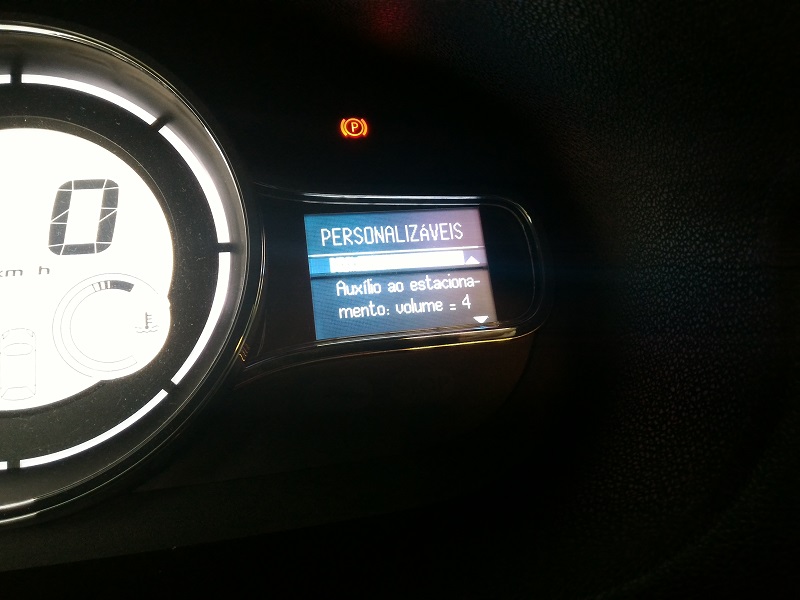 P
PERSONALIZÁVEIS
0
km h
Auxílio ao estaciona-
mento: volume = 4